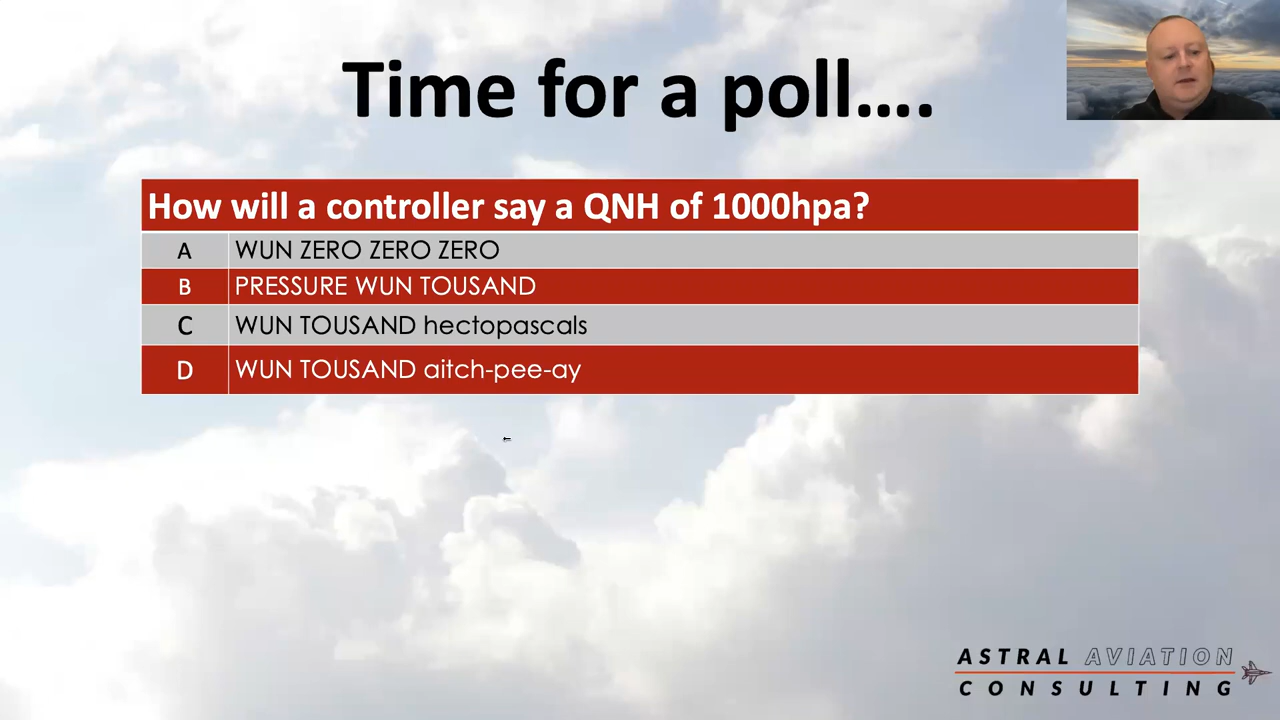 Time for a poll....
How will a controller say a QNH of 1000hpa?
A WUN ZERO ZERO ZERO
B PRESSURE WUN TOUSAND
C WUN TOUSAND hectopascals
D WUN TOUSAND aitch-pee-ay
ASTRAL AVIATION
CONSULTING